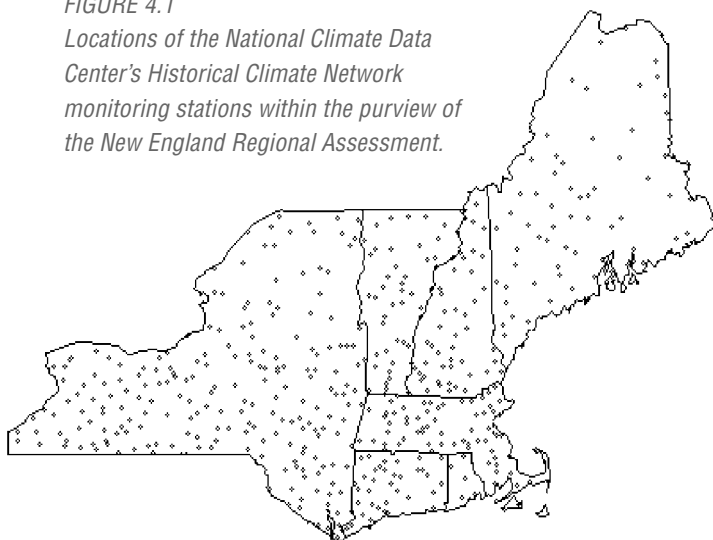 FIGURE 4.1
Locations of the National Climate Data
Center's Historical Climate Network
monitoring stations within the purview of
the New England Regional Assessment.